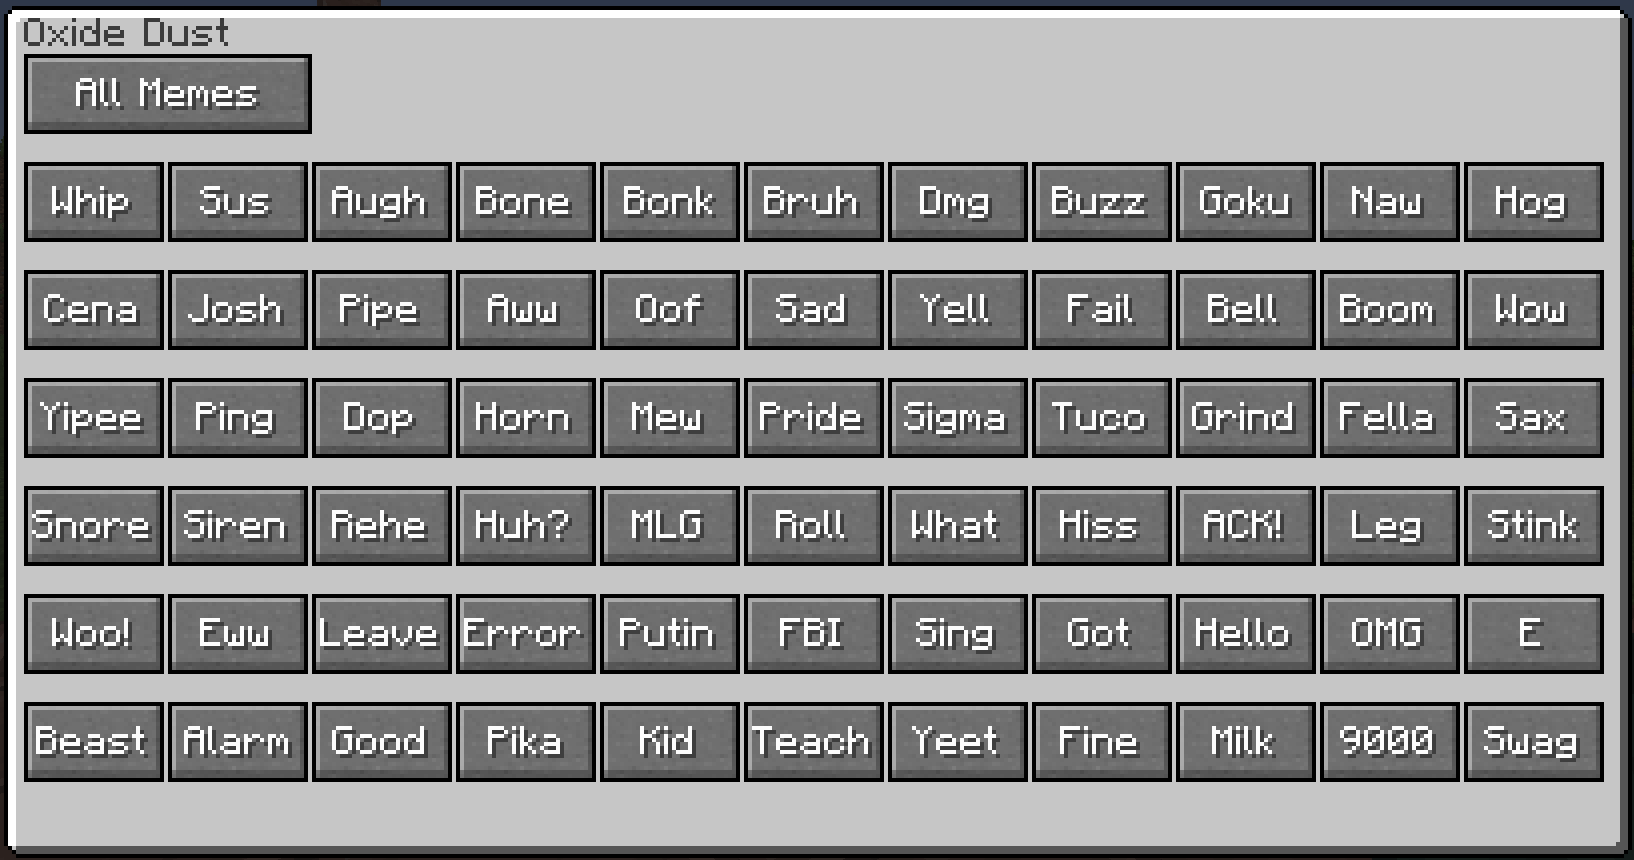 Oxide Dust
All Memes
Whip Sus Augh Bone Bonk Bruh Dmg Buzz Goku Naw Hog
Cena Josh Pipe Aww Oof Sad Yell Fail Bell Boom Wow
Yipee Ping Dop Horn Mew Pride Sigma Tuco Grind Fella Sax
Snore Siren Rehe Huh? MLG Roll What Hiss ACK! Leg Stink
Woo! Eww Leave Error Putin FBI Sing Got Hello OMG E
Beast Alarm Good Pika Kid Teach Yeet Fine Milk 9000 Swag